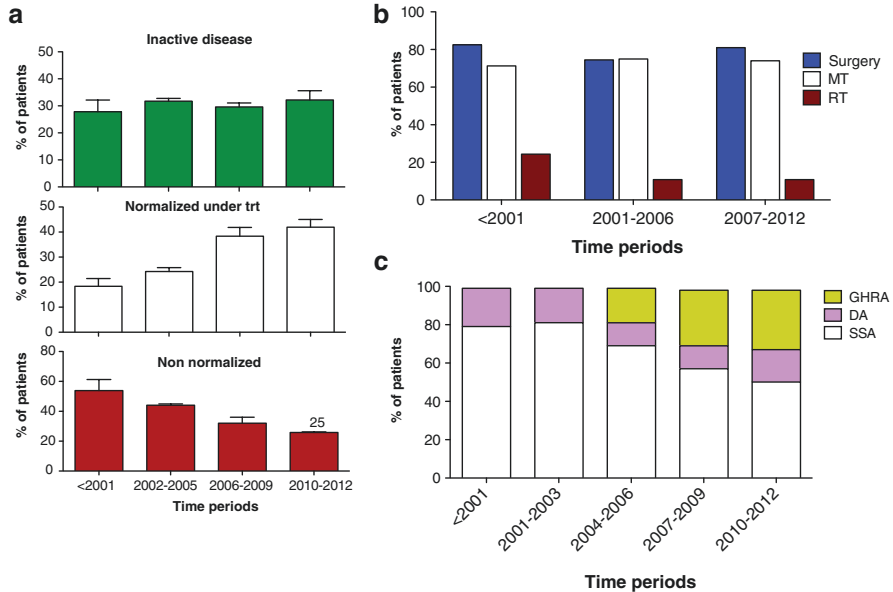 a
Inactive disease
% of patients
50
40
30
20
10
0
Normalized under trt
% of patients
50
40
30
20
10
0
Non normalized
% of patients
80
60
40
20
0
25
<2001 2002-2005 2006-2009 2010-2012
Time periods
b
% of patients
100
80
60
40
20
0
Surgery
MT
RT
<2001 2001-2006 2007-2012
Time periods
c
% of patients
100
80
60
40
20
0
GHRA
DA
SSA
<2001 2001-2003 2004-2006 2007-2009 2010-2012
Time periods